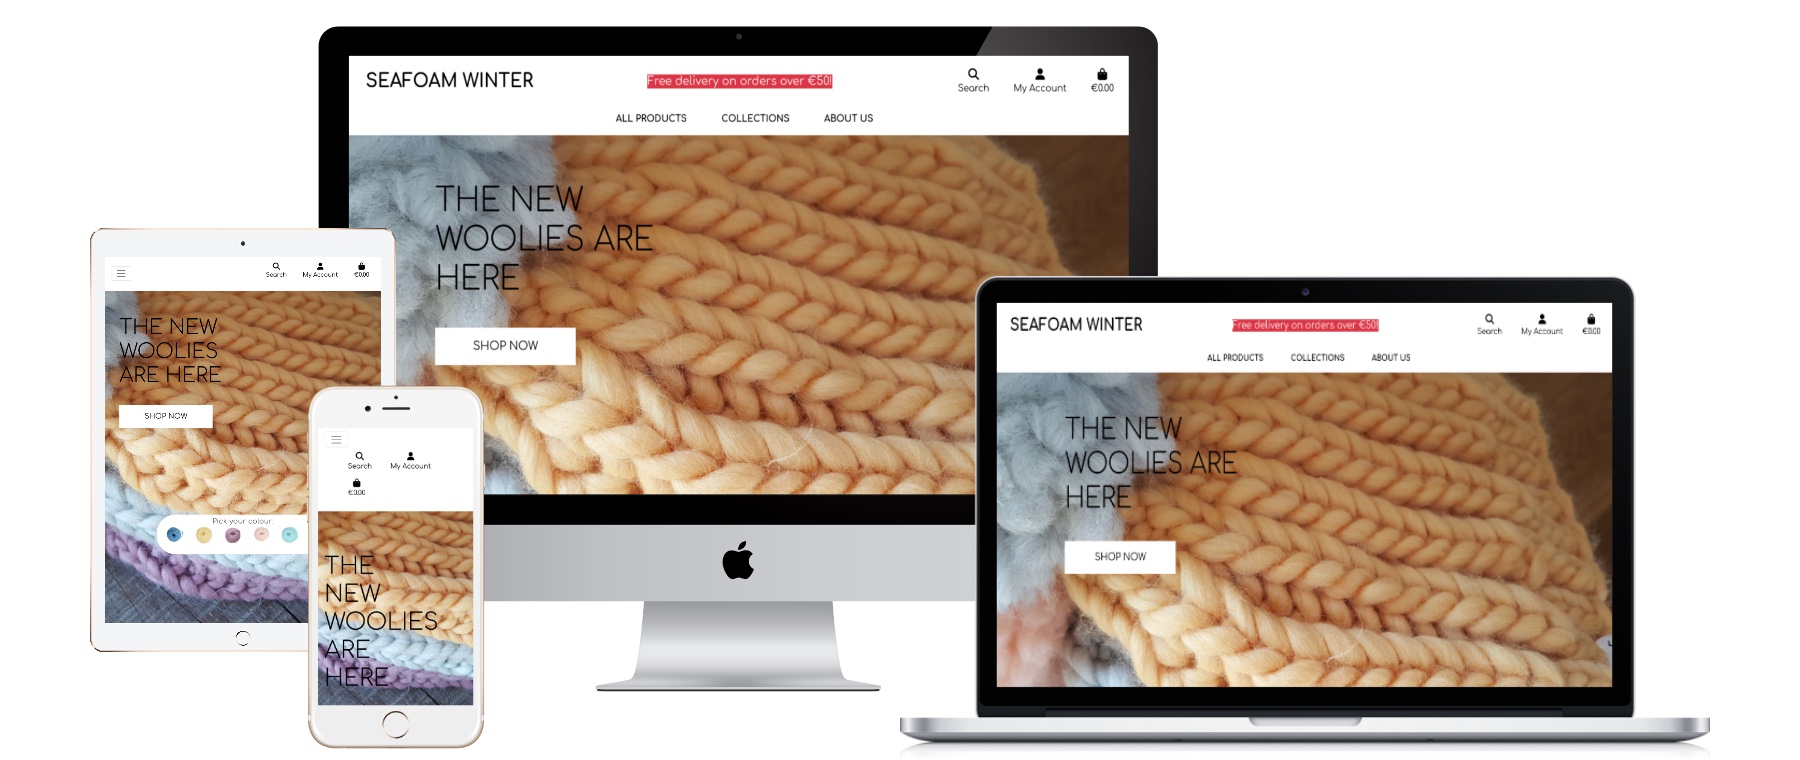 SEAFOAM WINTER
Free delivery on orders over €50!
Search
My Account
€0.00
ALL PRODUCTS
COLLECTIONS
ABOUT US
THE NEW
WOOLIES ARE
HERE
SHOP NOW
Search
My Account
€0.00
THE NEW
WOOLIES
ARE HERE
SHOP NOW
Pick your colour:
Search
My Account
€0.00
THE
NEW
WOOLIES
ARE
HERE
SEAFOAM WINTER
Free delivery on orders over €50!
Search
My Account
€0.00
ALL PRODUCTS
COLLECTIONS
ABOUT US
THE NEW
WOOLIES ARE
HERE
SHOP NOW